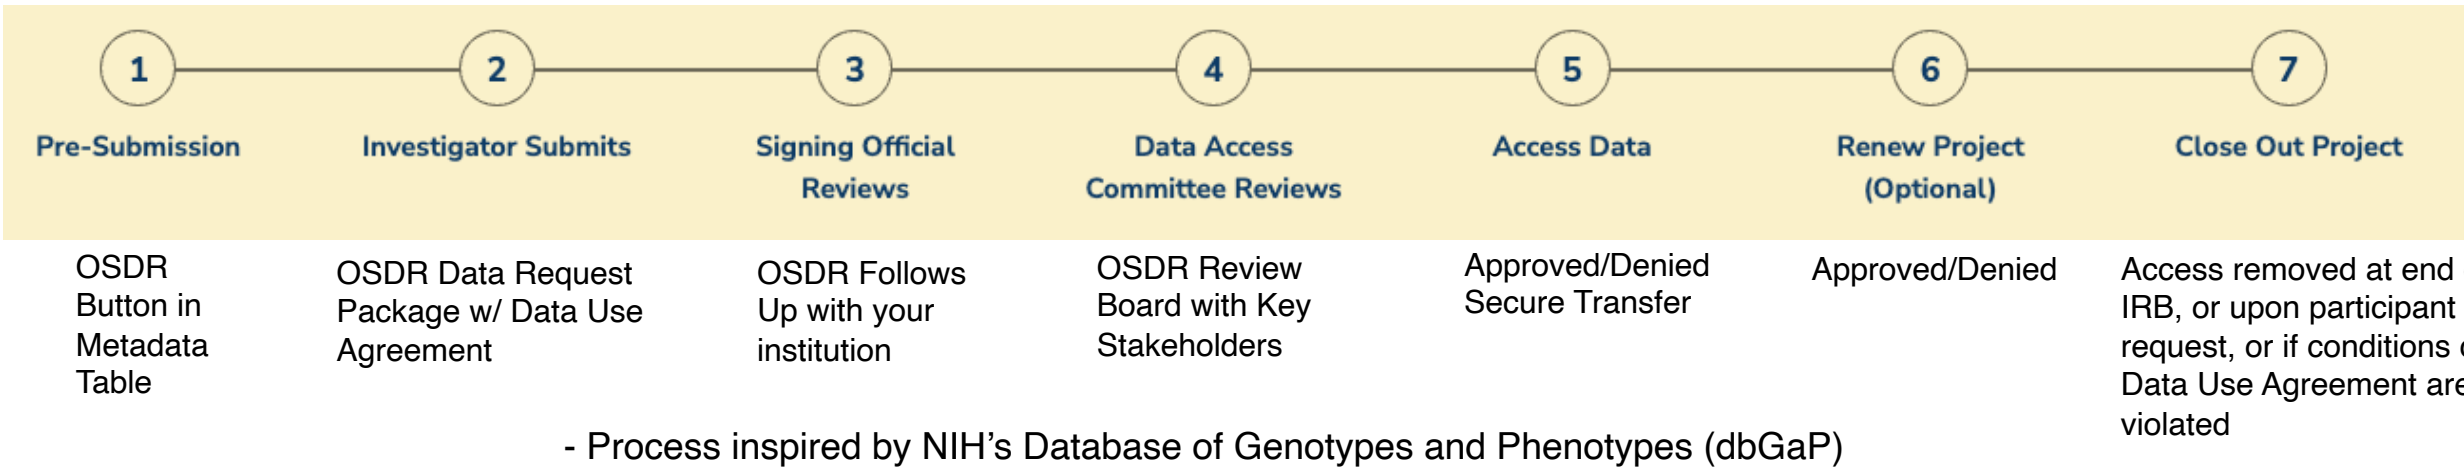 1
2
3
4
5
6
7
Pre-Submission
Investigator Submits
Signing Official
Reviews
Data Access
Committee Reviews
Access Data
Renew Project
(Optional)
Close Out Project
OSDR
Button in
Metadata
Table
OSDR Data Request
Package w/ Data Use
Agreement
OSDR Follows
Up with your
institution
OSDR Review
Board with Key
Stakeholders
Approved/Denied
Secure Transfer
Approved/Denied
Access removed at end
IRB, or upon participant
request, or if conditions
Data Use Agreement are
violated
- Process inspired by NIH’s Database of Genotypes and Phenotypes (dbGaP)